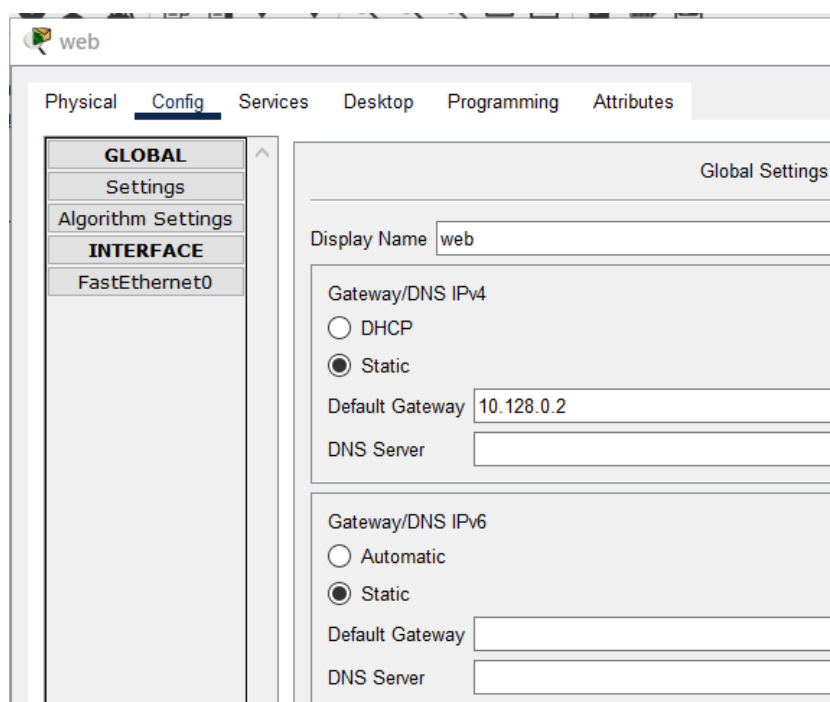 web
Physical Config Services Desktop Programming Attributes
GLOBAL
Settings
Algorithm Settings
INTERFACE
FastEthernet0
Global Settings
Display Name web
Gateway/DNS IPv4
DHCP
Static
Default Gateway 10.128.0.2
DNS Server
Gateway/DNS IPv6
Automatic
Static
Default Gateway
DNS Server